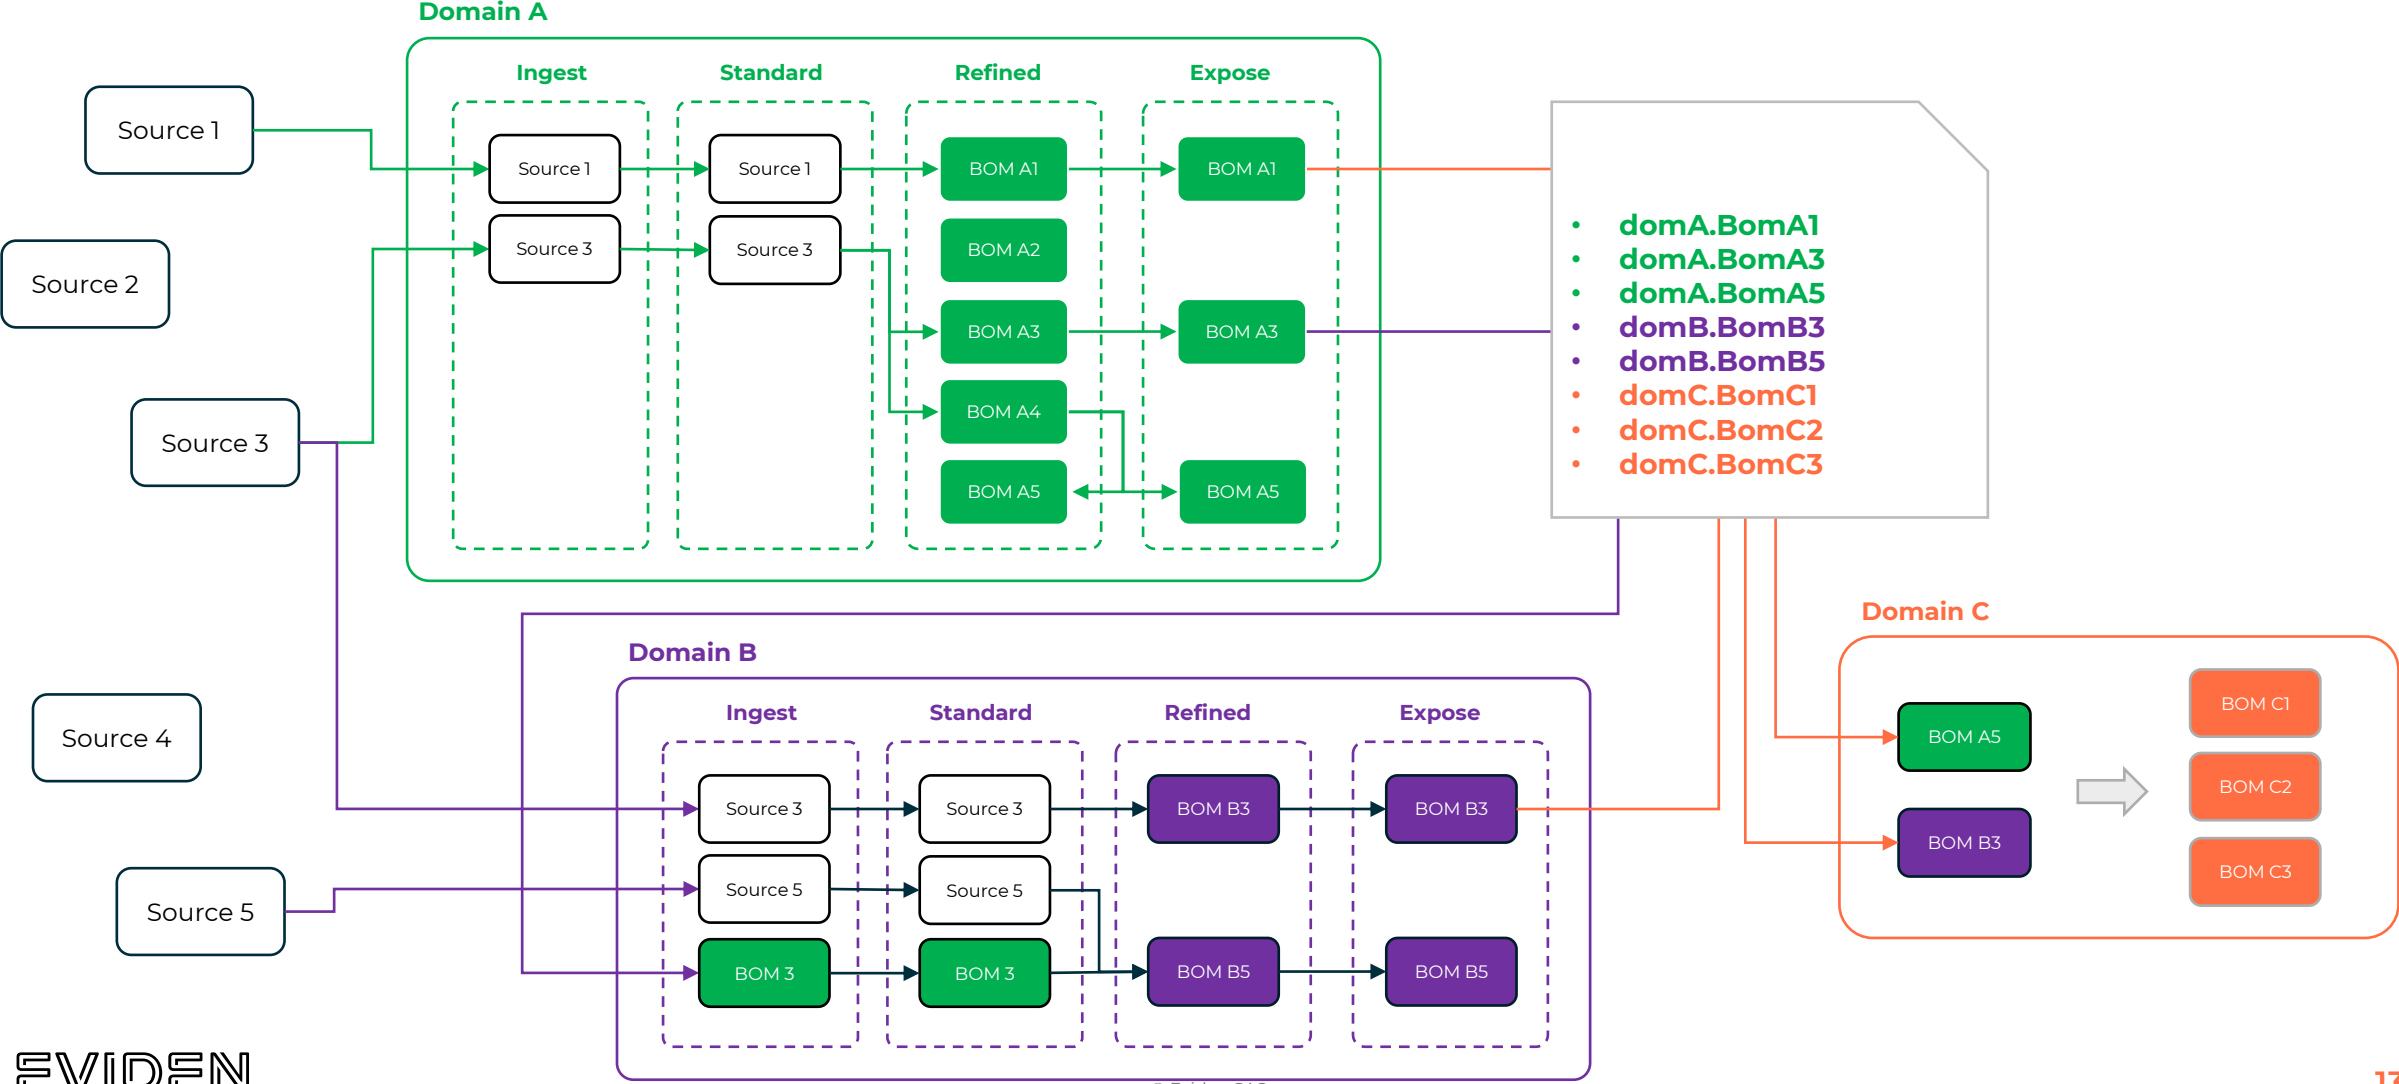 Domain A
Ingest
Standard
Refined
Expose
Source 1
Source 2
Source 3
Source 4
Source 5
Source 1
Source 3
Source 1
Source 3
BOM A1
BOM A2
BOM A3
BOM A4
BOM A5
BOM A1
BOM A3
BOM A5
• domA.BomA1
• domA.BomA3
• domA.BomA5
• domB.BomB3
• domB.BomB5
• domC.BomC1
• domC.BomC2
• domC.BomC3
Domain B
Ingest
Standard
Refined
Expose
Source 3
Source 5
BOM 3
Source 3
Source 5
BOM 3
BOM B3
BOM B5
BOM B3
BOM B5
Domain C
BOM A5
BOM B3
BOM C1
BOM C2
BOM C3
EVIDEN